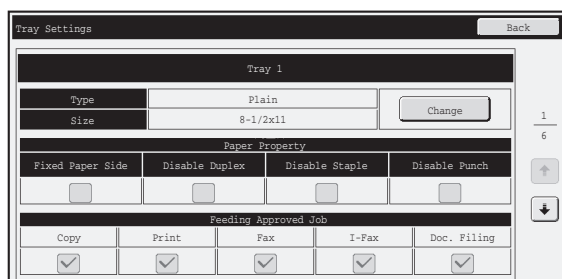 Tray Settings Back
Tray 1
Type Plain Change
Size 8-1/2x11
1
6
Paper Property
Fixed Paper Side Disable Duplex Disable Staple Disable Punch
Feeding Approved Job
Copy Print Fax I-Fax Doc. Filing